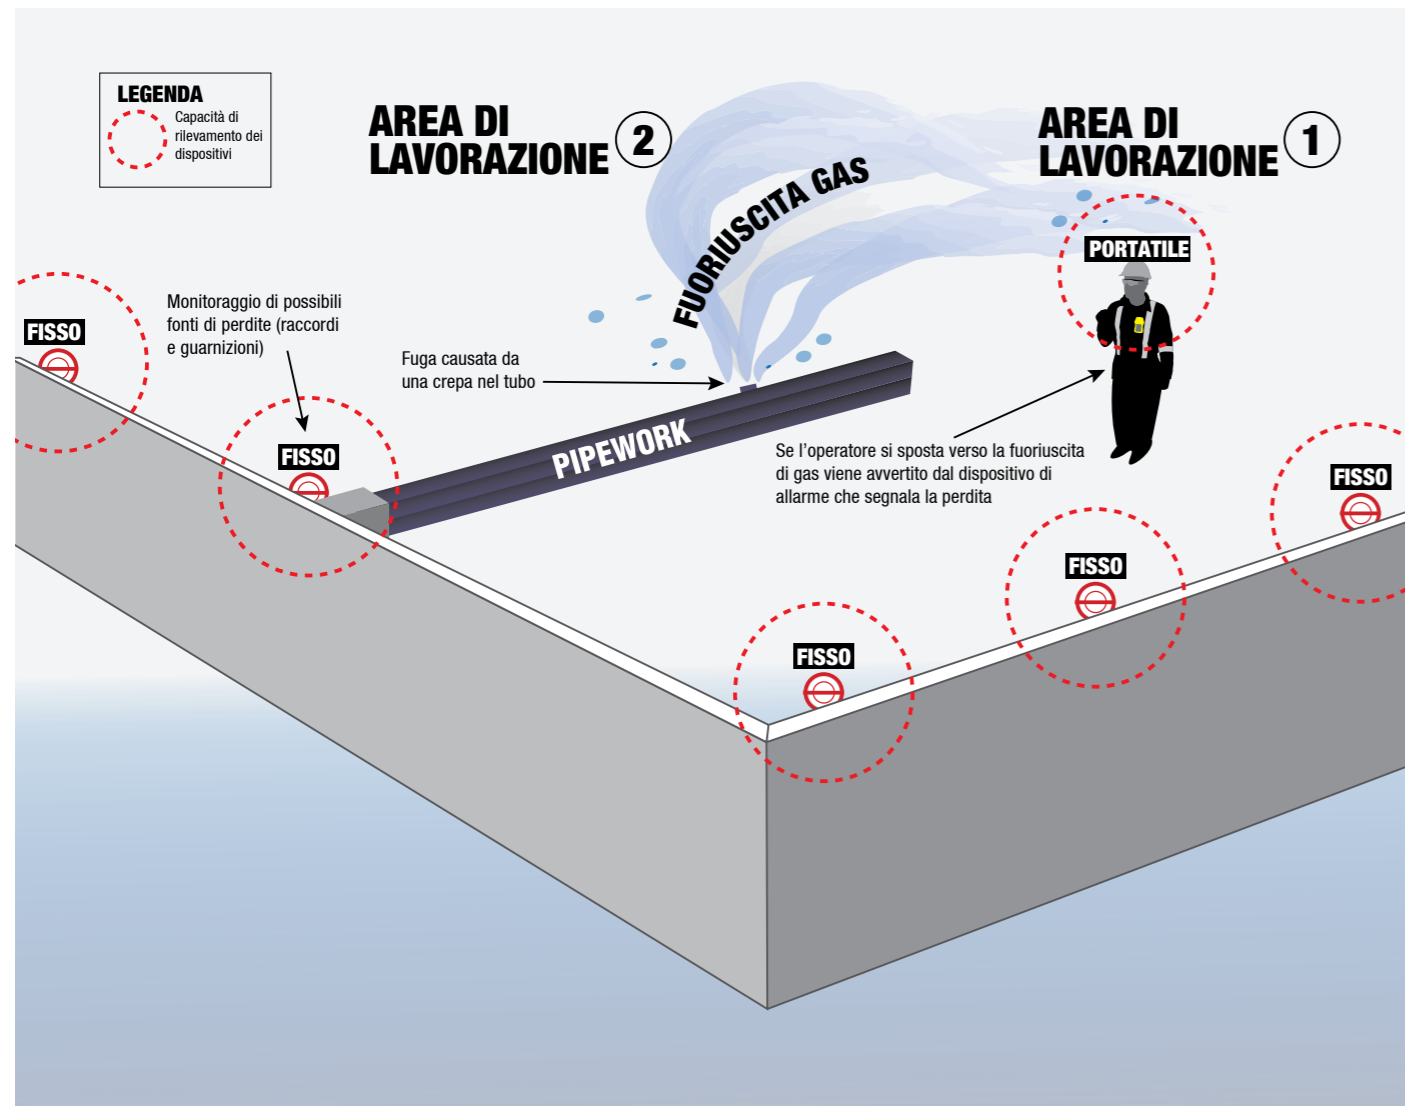 LEGENDA
Capacità di
rilevamento dei
dispositivi
AREA DI
LAVORAZIONE
2
AREA DI
LAVORAZIONE
1
FUORIUSCITA GAS
PORTATILE
FISSO
Monitoraggio di possibili
fonti di perdite (raccordi
e guarnizioni)
Fuga causata da
una crepa nel tubo
FISSO
PIPEWORK
Se l’operatore si sposta verso la fuoriuscita
di gas viene avvertito dal dispositivo di
allarme che segnala la perdita
FISSO
FISSO
FISSO